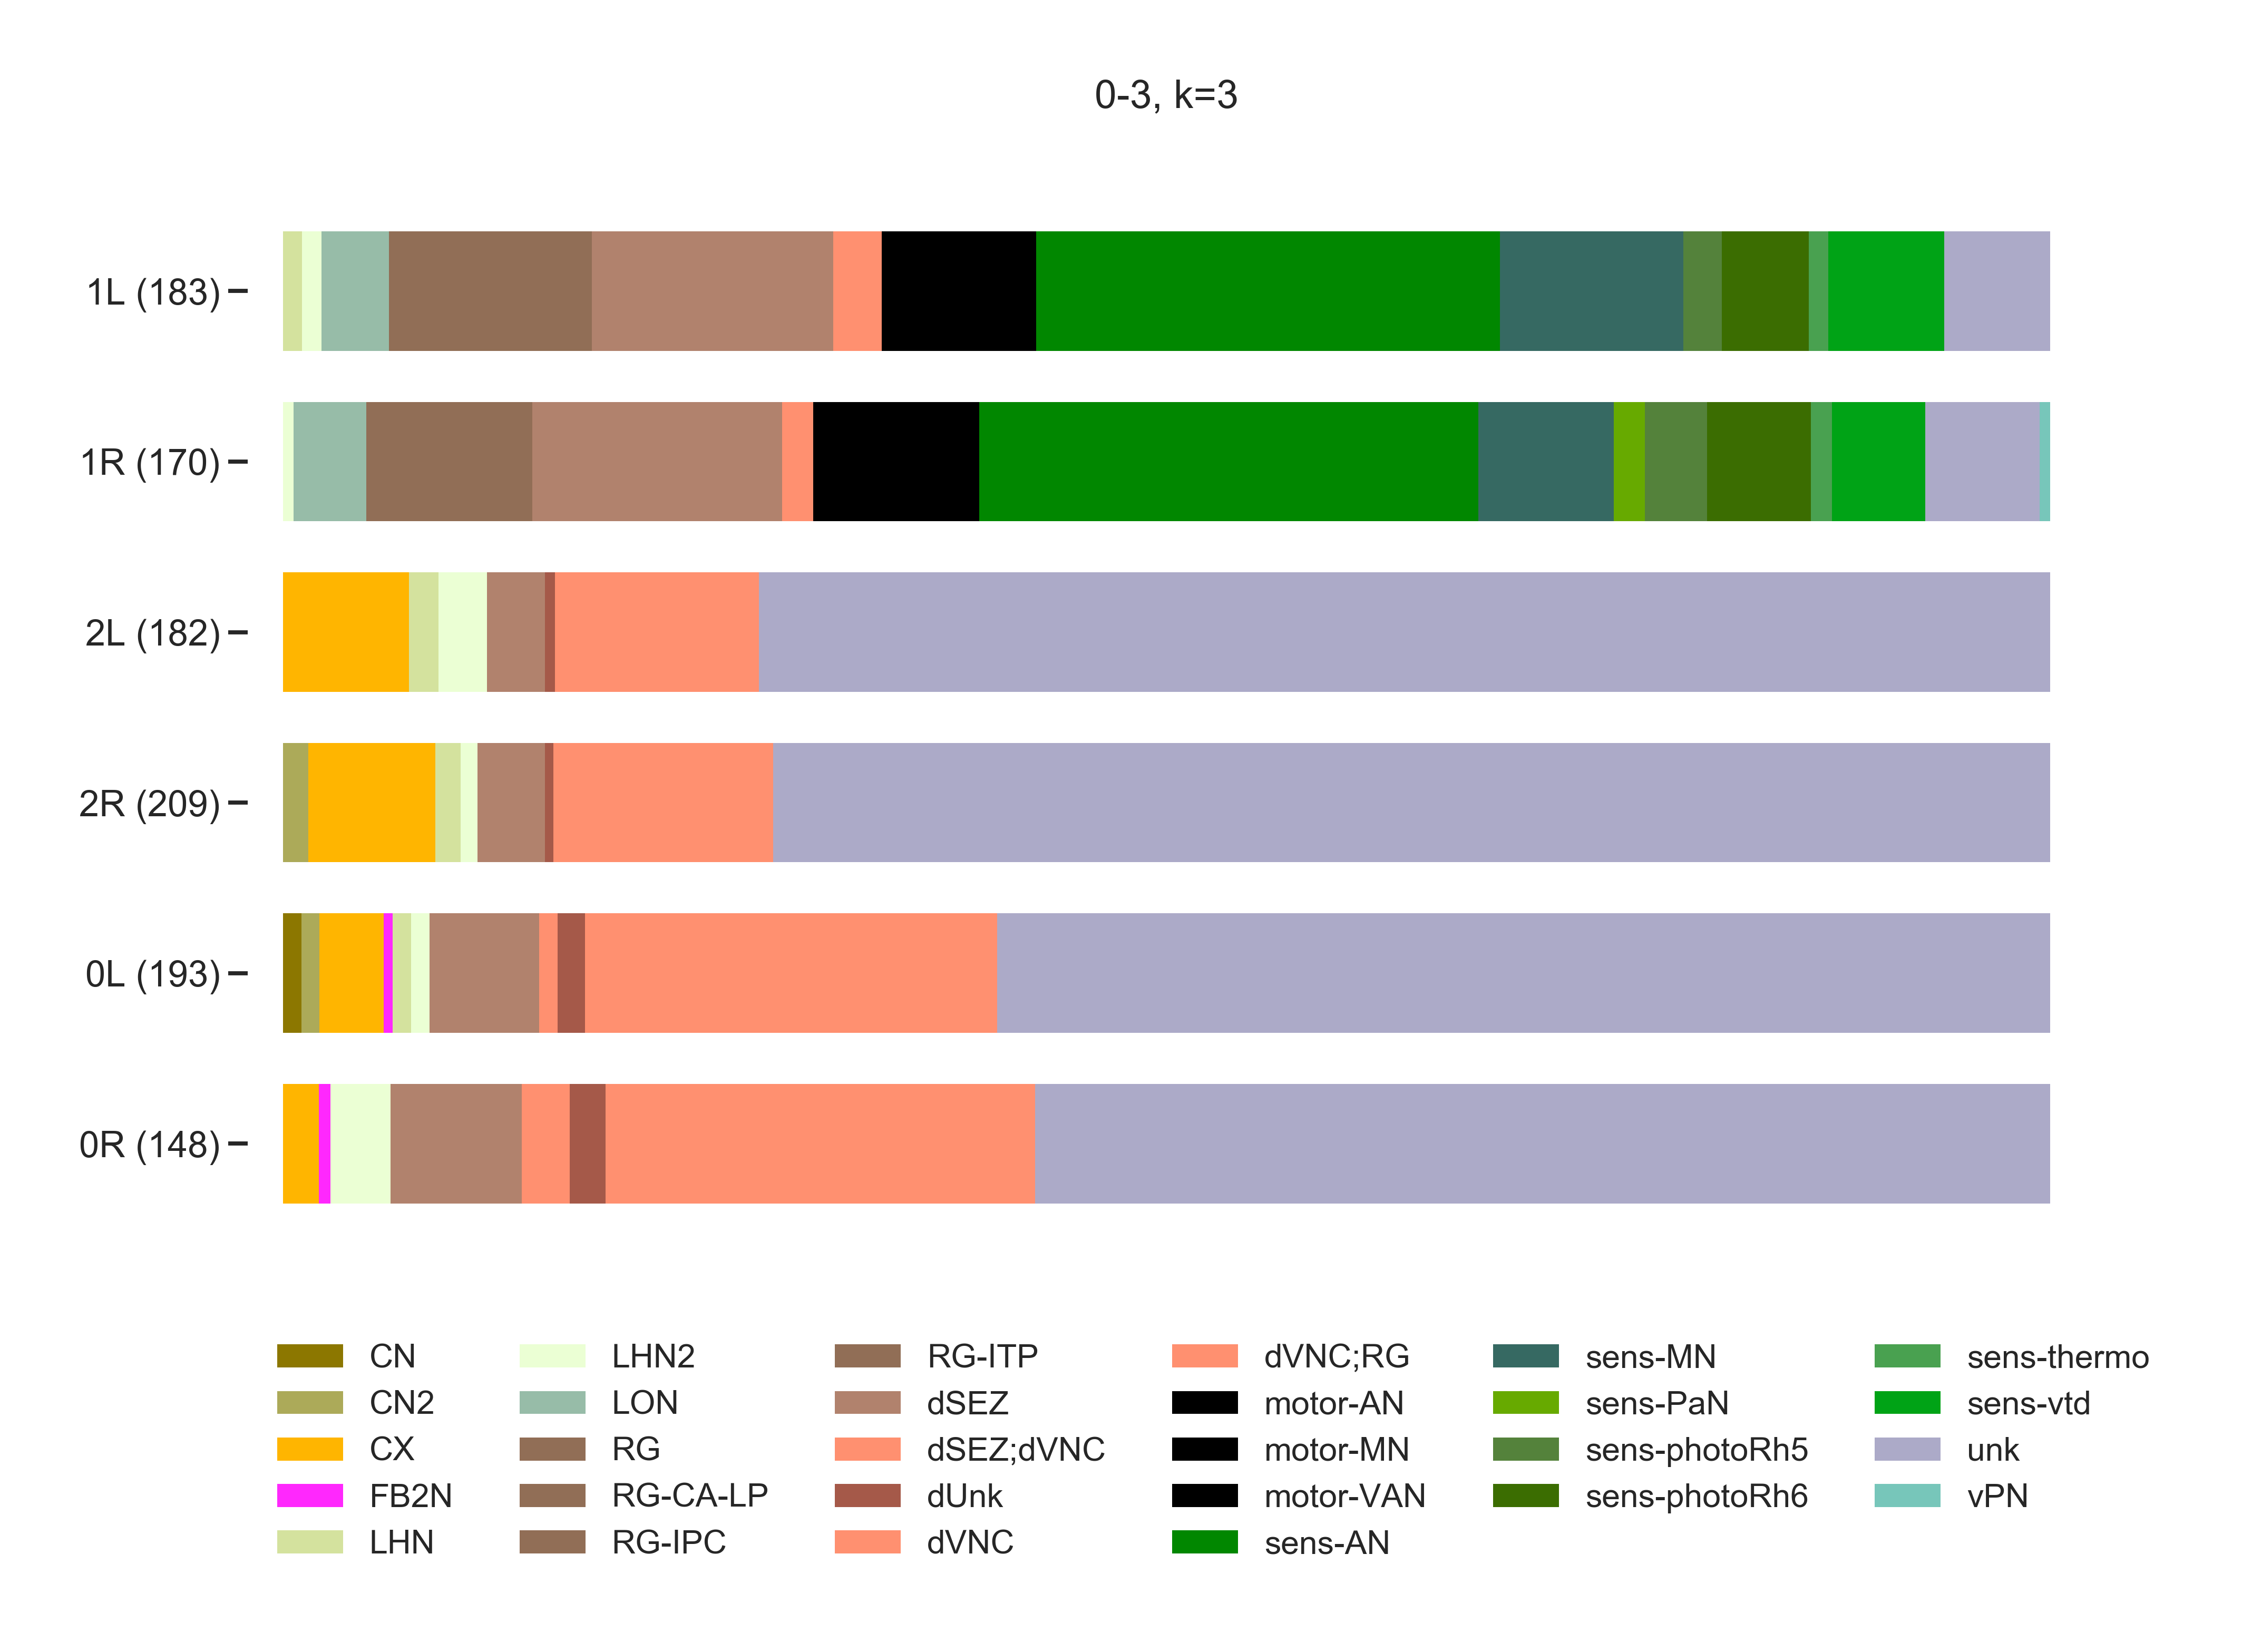 0-3, k=3
1L (183)
1R (170)
2L (182)
2R (209)
0L (193)
0R (148)
CN
CN2
CX
FB2N
LHN
LHN2
LON
RG
RG-CA-LP
RG-IPC
RG-ITP
dSEZ
dSEZ;dVNC
dUnk
dVNC
dVNC;RG
motor-AN
motor-MN
motor-VAN
sens-AN
sens-MN
sens-PaN
sens-photoRh5
sens-photoRh6
sens-thermo
sens-vtd
unk
vPN